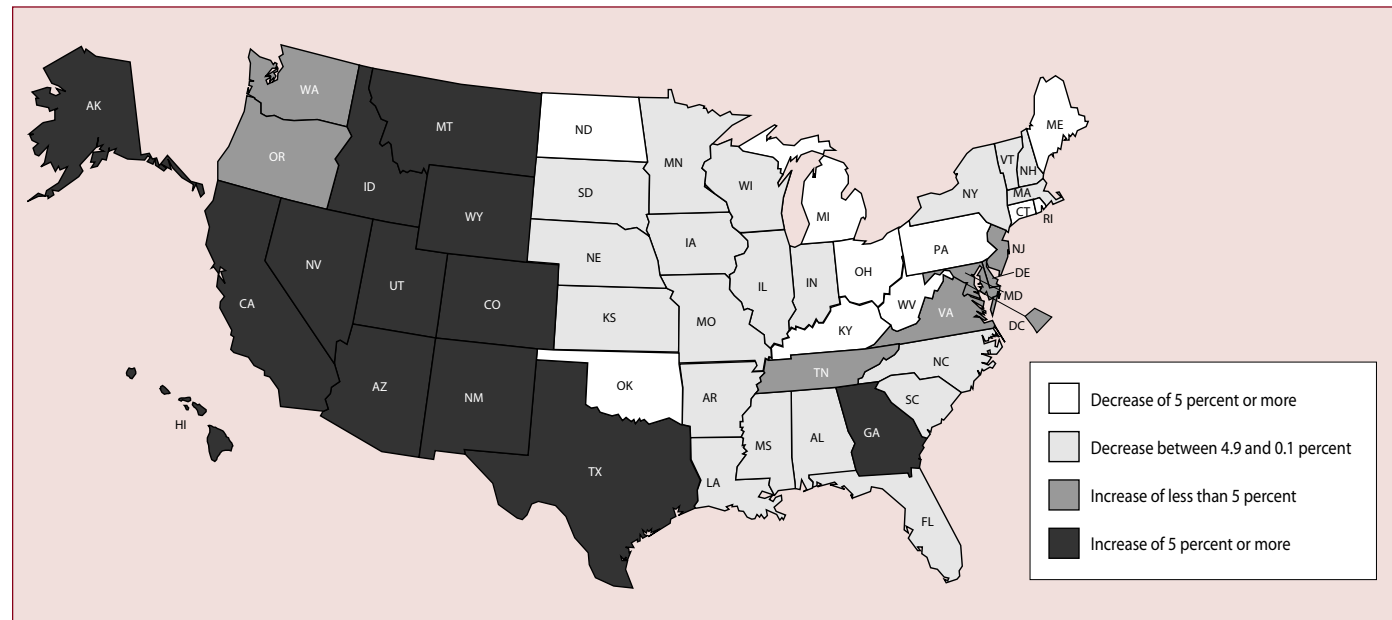 AK
WA
MT
ND
ME
OR
MN
VT
NH
ID
SD
WI
NY
MA
WY
MI
CT
RI
IA
PA
NJ
NV
NE
OH
DE
UT
IL
IN
MD
CA
CO
WV
VA
DC
KS
MO
KY
AZ
NM
OK
TN
NC
AR
SC
HI
MS
AL
GA
TX
LA
FL
Decrease of 5 percent or more
Decrease between 4.9 and 0.1 percent
Increase of less than 5 percent
Increase of 5 percent or more